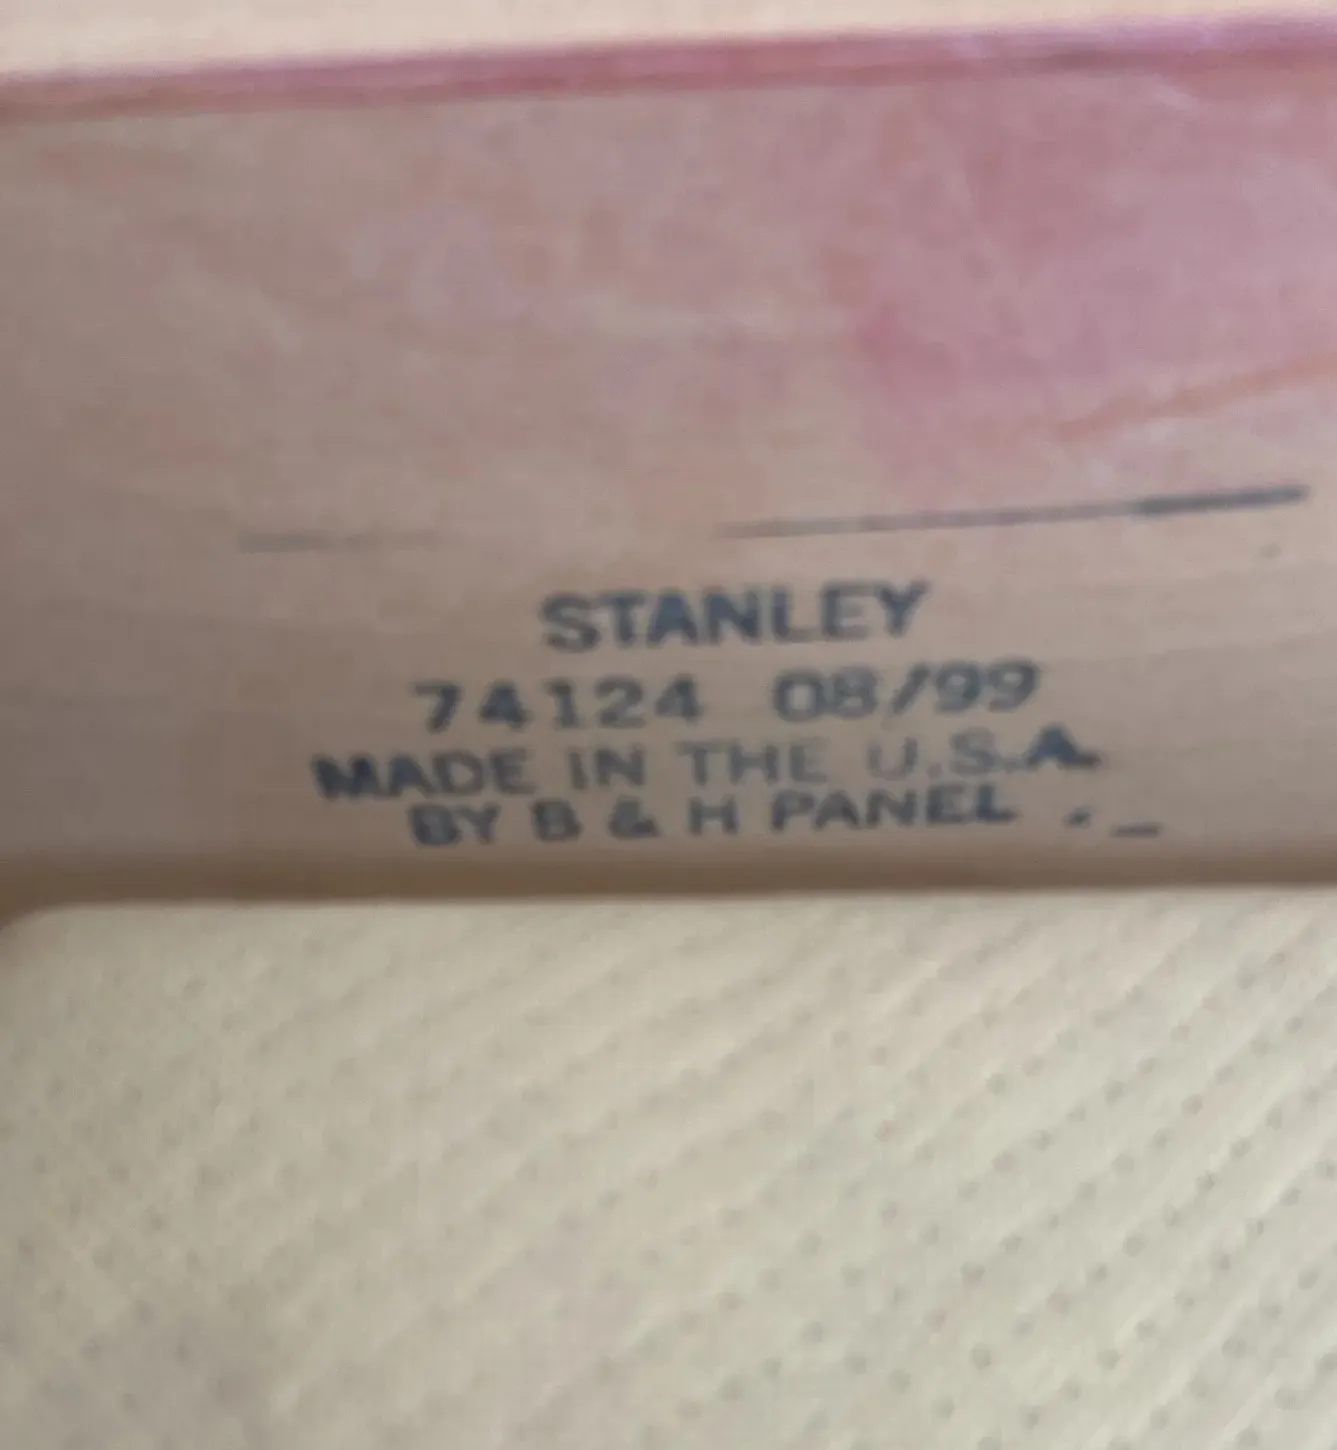 STANLEY
74124 08/99
MADE IN THE U.S.A.
BY B & H PANEL